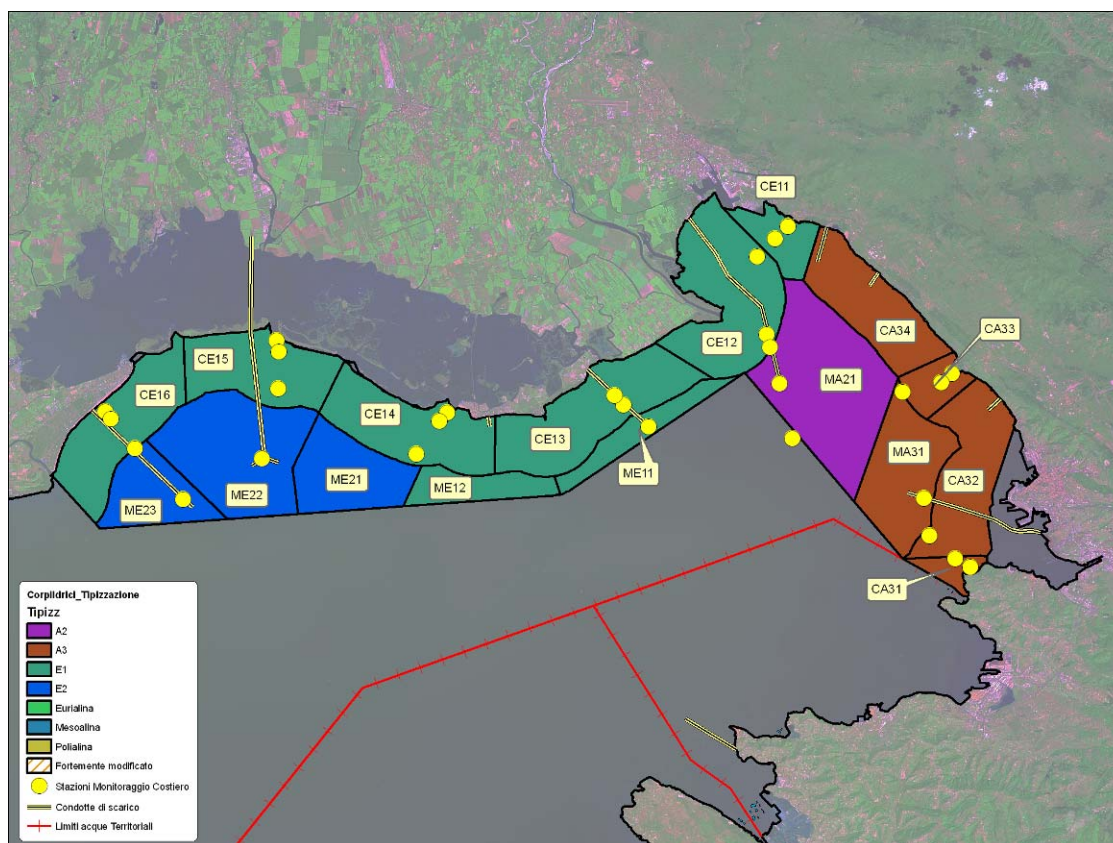 CE11
CE15
CE16
CE14
CE13
CE12
CA34
CA33
MA21
MA31
CA32
ME11
ME12
ME21
ME22
ME23
CA31
Corpiidrici_Tipizzazione
Tipizz
A2
A3
E1
E2
Eurialina
Mesoalina
Polialina
Fortemente modificato
Stazioni Monitoraggio Costiero
Condotte di scarico
Limiti acque Territoriali